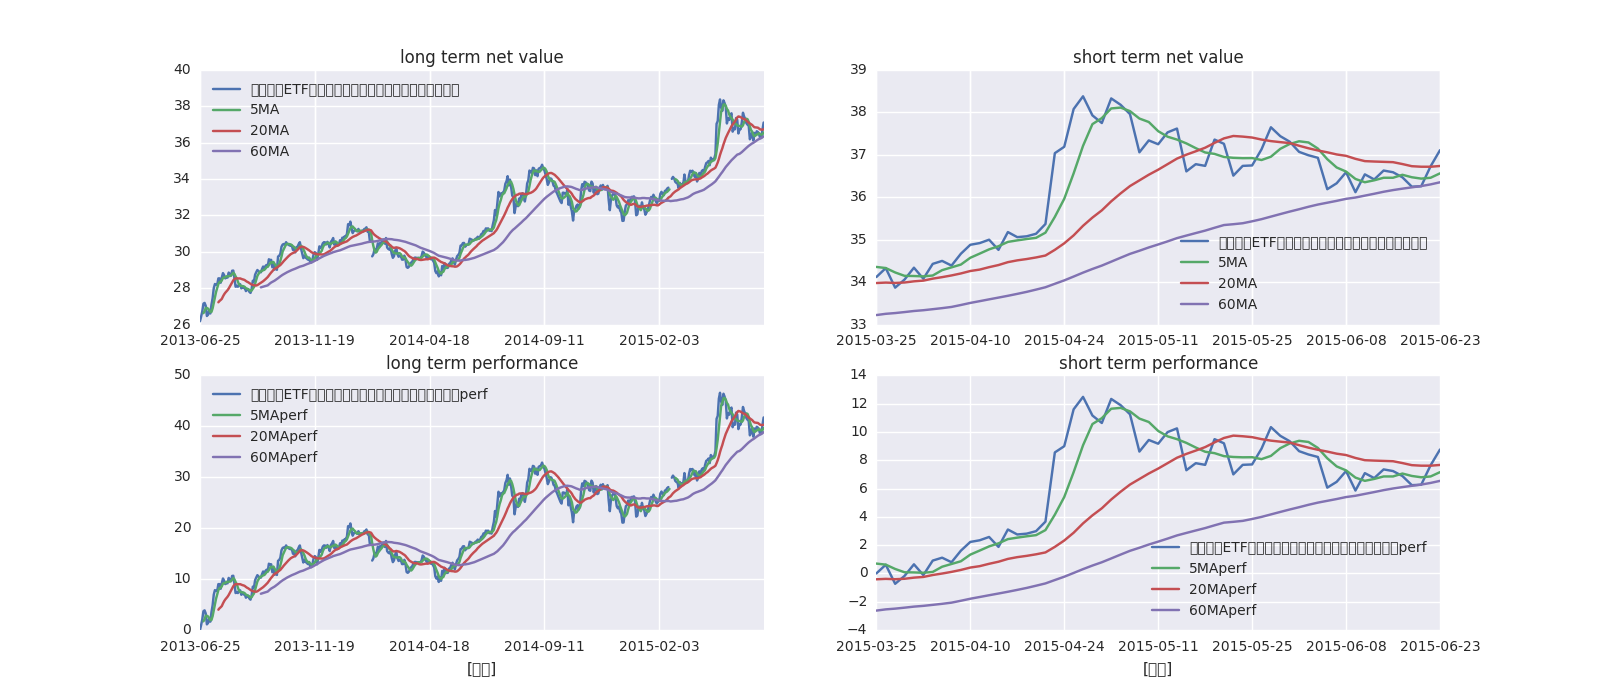 long term net value
40
38
36
34
32
30
28
26
ETF
5MA
20MA
60MA
2013-06-25 2013-11-19 2014-04-18 2014-09-11 2015-02-03
short term net value
39
38
37
36
35
34
33
ETF
5MA
20MA
60MA
2015-03-25 2015-04-10 2015-04-24 2015-05-11 2015-05-25 2015-06-08 2015-06-23
long term performance
50
40
30
20
10
0
ETF perf
5MAperf
20MAperf
60MAperf
2013-06-25 2013-11-19 2014-04-18 2014-09-11 2015-02-03
[ ]
short term performance
14
12
10
8
6
4
2
0
−2
−4
ETF perf
5MAperf
20MAperf
60MAperf
2015-03-25 2015-04-10 2015-04-24 2015-05-11 2015-05-25 2015-06-08 2015-06-23
[ ]